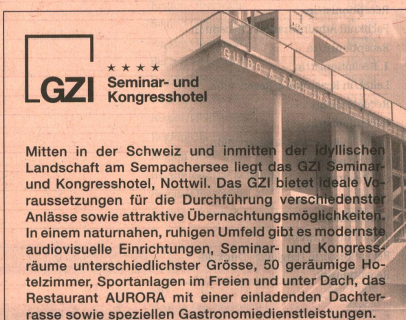 GUIDO A. ZÄCH INSTITUT
GZI
★ ★ ★ ★
Seminar- und
Kongresshotel
Mitten in der Schweiz und inmitten der idyllischen
Landschaft am Sempachersee liegt das GZI Seminar-
und Kongresshotel, Nottwil. Das GZI bietet ideale Vo-
raussetzungen für die Durchführung verschiedenster
Anlässe sowie attraktive Übernachtungsmöglichkeiten.
In einem naturnahen, ruhigen Umfeld gibt es modernste
audiovisuelle Einrichtungen, Seminar- und Kongress-
räume unterschiedlichster Grösse, 50 geräumige Ho-
telzimmer, Sportanlagen im Freien und unter Dach, das
Restaurant AURORA mit einer einladenden Dachter-
rasse sowie speziellen Gastronomiedienstleistungen.